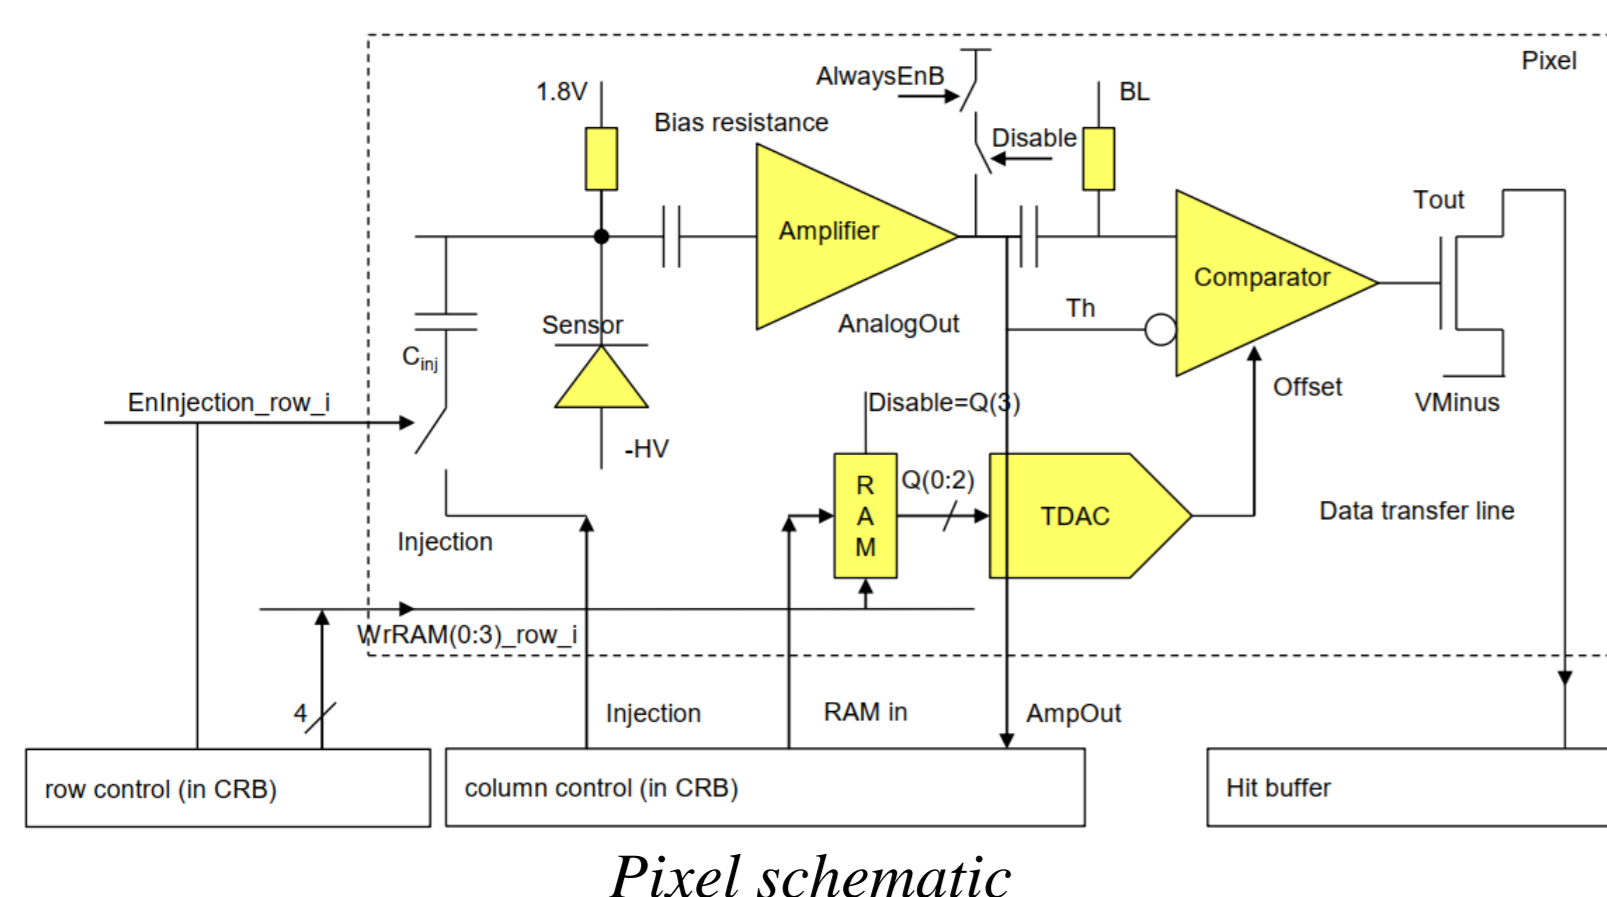 Pixel
AlwaysEnB
1.8V
BL
Bias resistance
Disable
Tout
Amplifier
Comparator
Th
AnalogOut
Sensor
Cinj
Offset
EnInjection_row_i
Disable=Q(3)
VMinus
-HV
Q(0:2)
R
A
M
TDAC
Data transfer line
Injection
WrRAM(0:3)_row_i
4
Injection
RAM in
AmpOut
row control (in CRB)
column control (in CRB)
Hit buffer
Pixel schematic